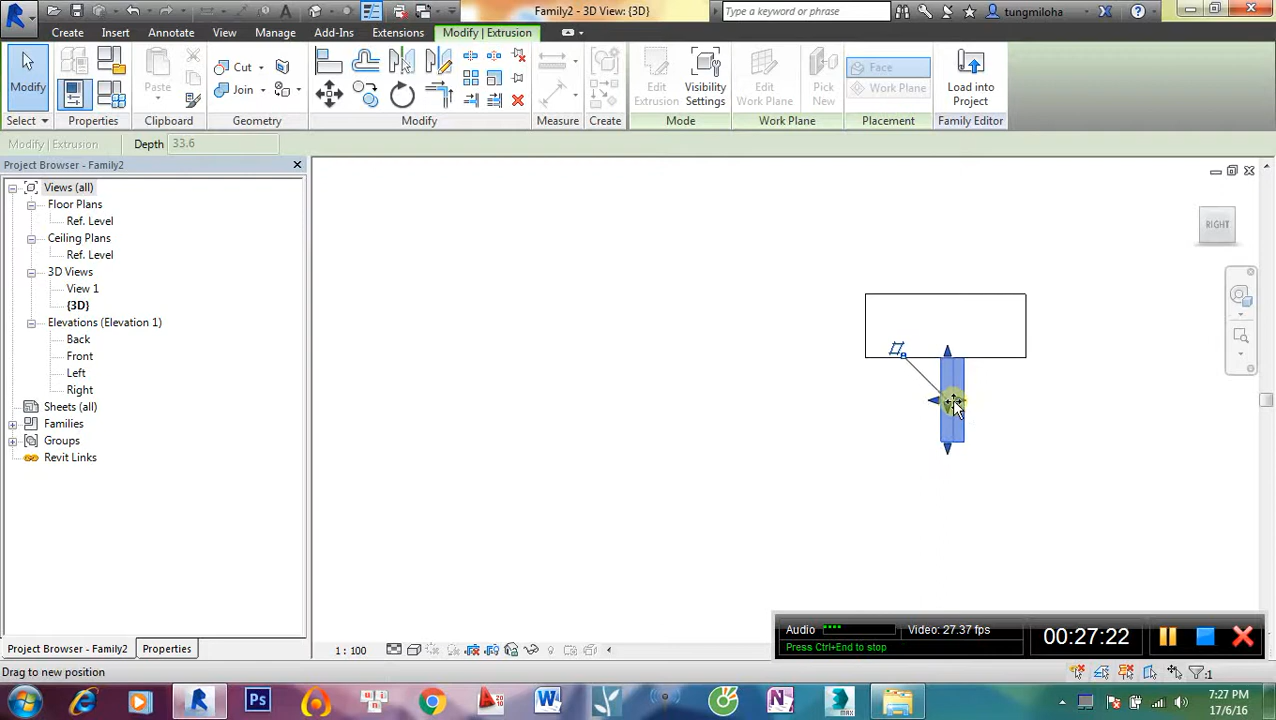 Family2 - 3D View: {3D}
Type a keyword or phrase
tungmiloha
Create
Insert
Annotate
View
Manage
Add-Ins
Extensions
Modify | Extrusion
Modify
Paste
Cut
Join
Edit
Extrusion
Visibility
Settings
Edit
Work Plane
Pick
New
Face
Work Plane
Load into
Project
Select
Properties
Clipboard
Geometry
Modify
Measure
Create
Mode
Work Plane
Placement
Family Editor
Modify | Extrusion
Depth
33.6
Project Browser - Family2
Views (all)
Floor Plans
Ref. Level
Ceiling Plans
Ref. Level
3D Views
View 1
{3D}
Elevations (Elevation 1)
Back
Front
Left
Right
Sheets (all)
Families
Groups
Revit Links
RIGHT
Project Browser - Family2
Properties
1 : 100
Audio
Video: 27.37 fps
Press Ctrl+End to stop
00:27:22
Drag to new position
:1
7:27 PM
17/6/16